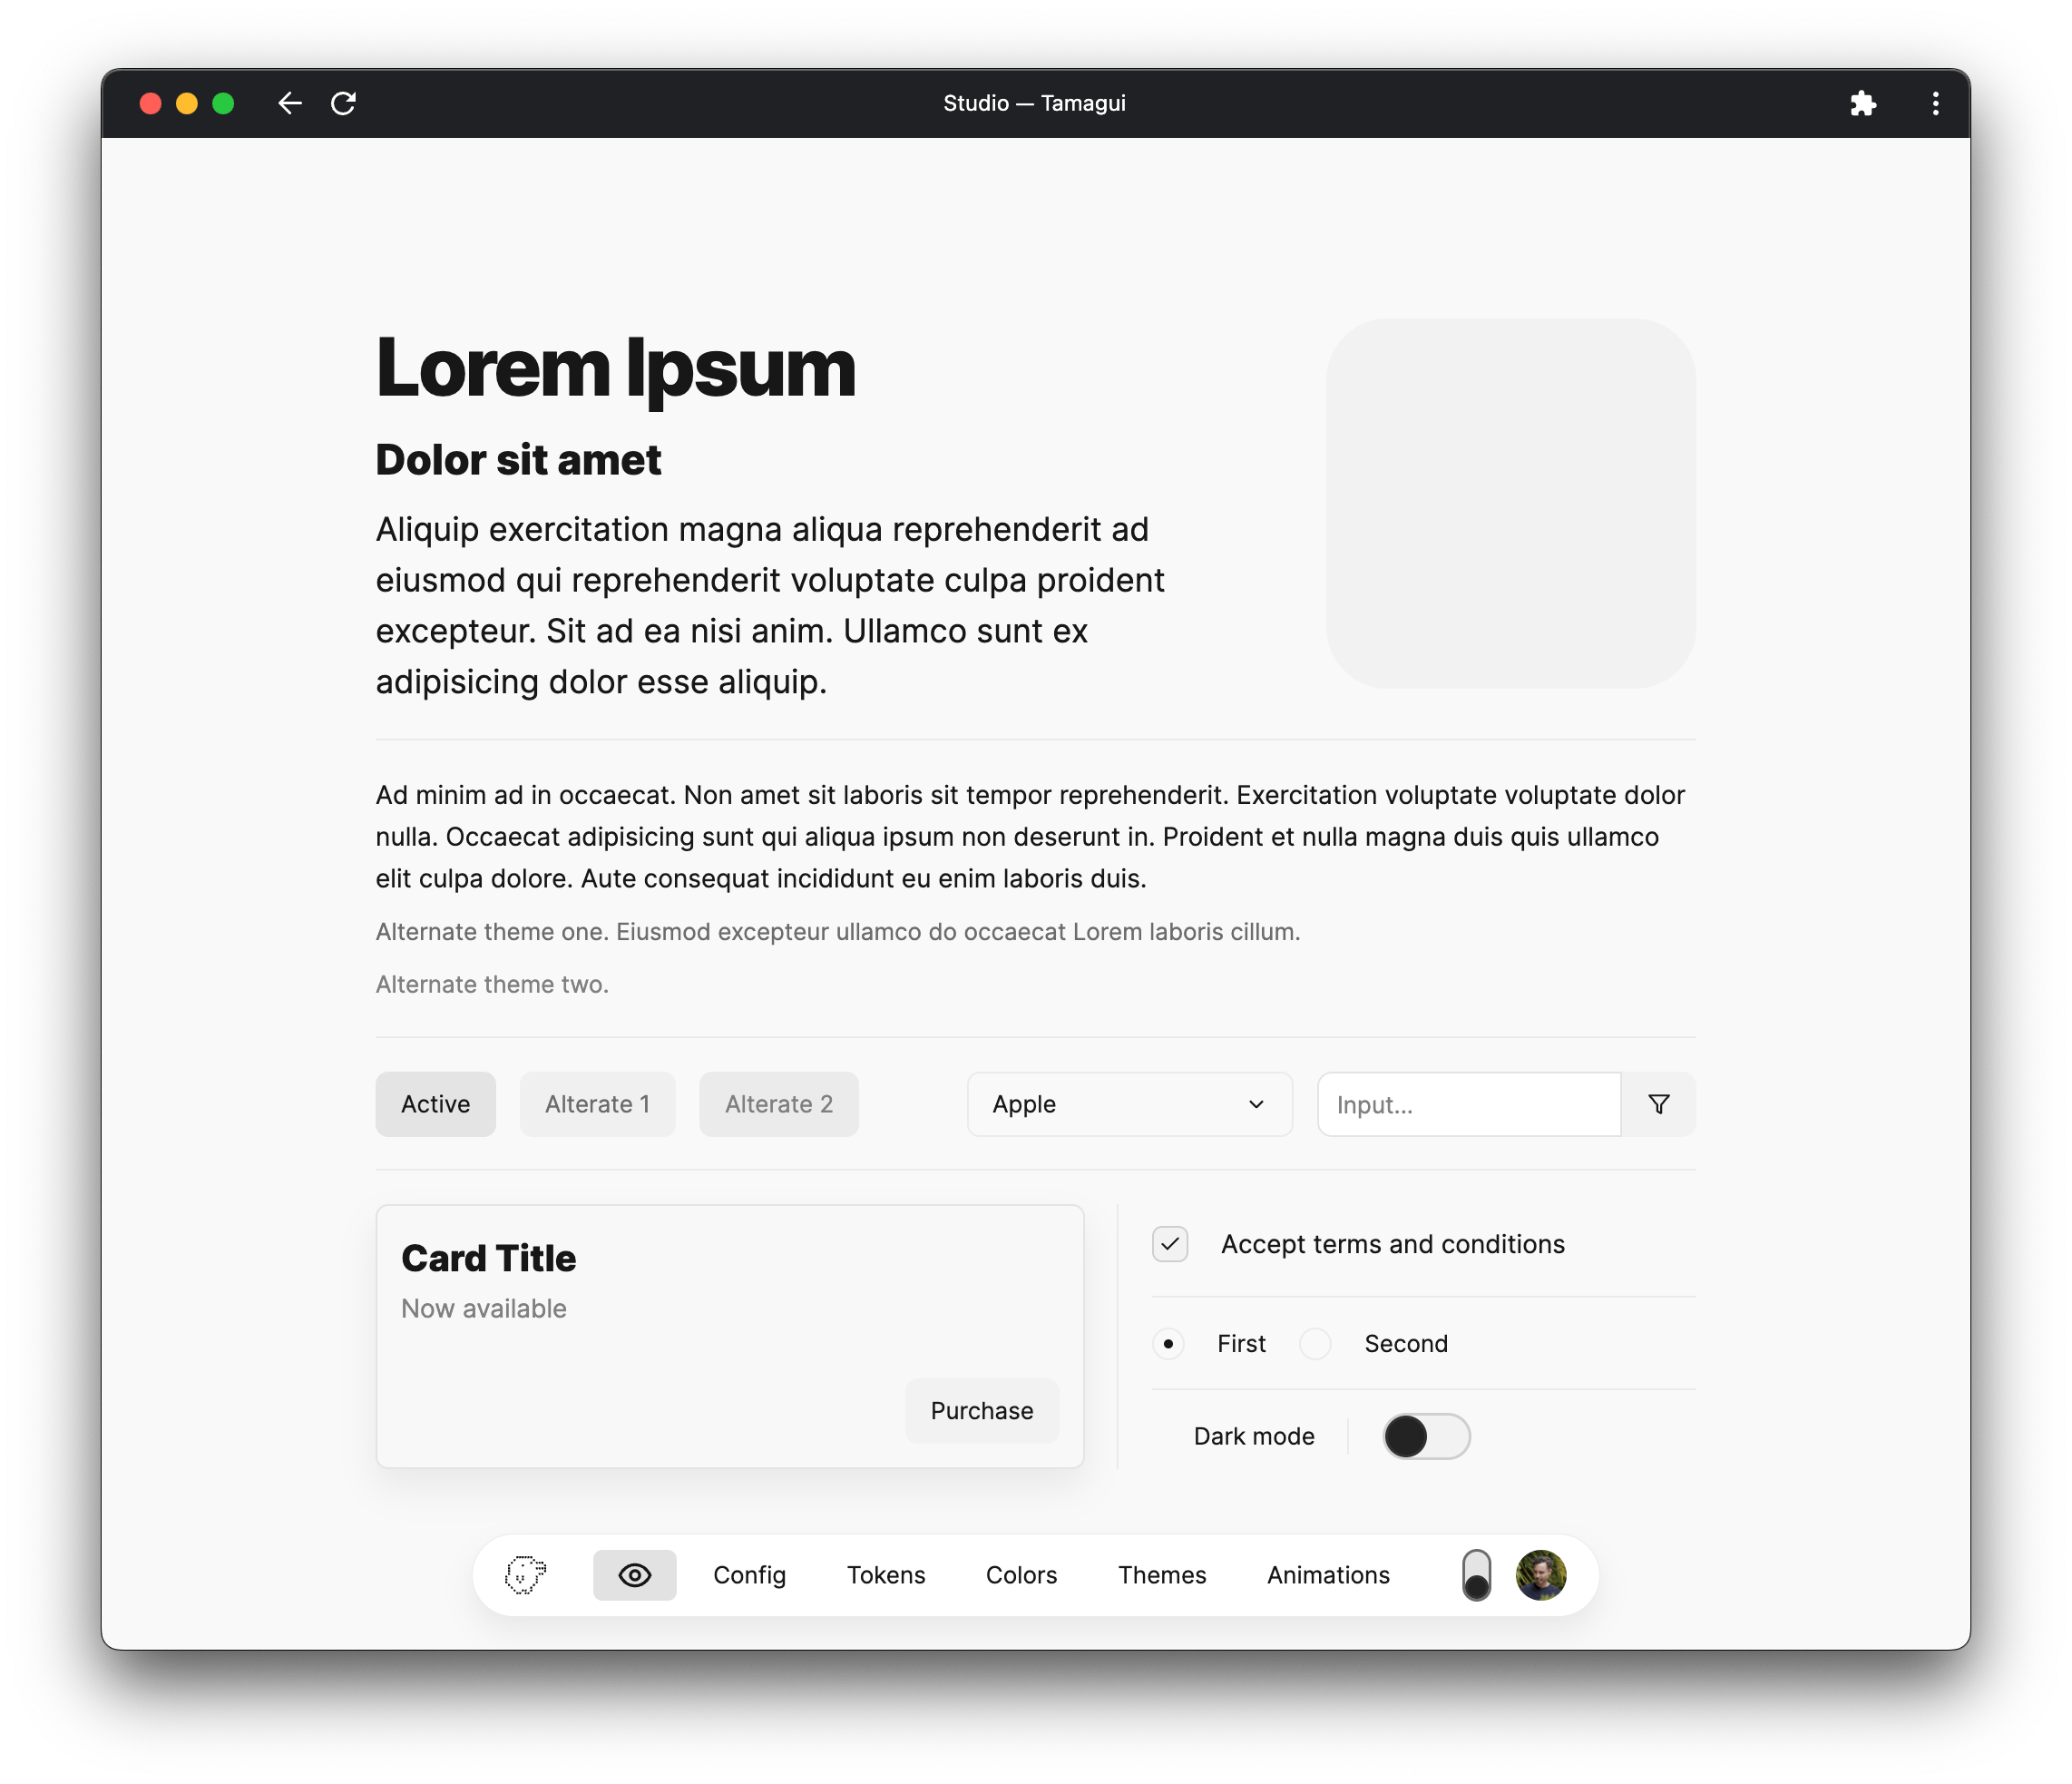 Studio — Tamagui
Lorem Ipsum
Dolor sit amet
Aliquip exercitation magna aliqua reprehenderit ad
eiusmod qui reprehenderit voluptate culpa proident
excepteur. Sit ad ea nisi anim. Ullamco sunt ex
adipisicing dolor esse aliquip.
Ad minim ad in occaecat. Non amet sit laboris sit tempor reprehenderit. Exercitation voluptate voluptate dolor
nulla. Occaecat adipisicing sunt qui aliqua ipsum non deserunt in. Proident et nulla magna duis quis ullamco
elit culpa dolore. Aute consequat incididunt eu enim laboris duis.
Alternate theme one. Eiusmod excepteur ullamco do occaecat Lorem laboris cillum.
Alternate theme two.
Active Alterate 1 Alterate 2 Apple Input...
Card Title
Now available
Purchase
Accept terms and conditions
First Second
Dark mode
Config Tokens Colors Themes Animations